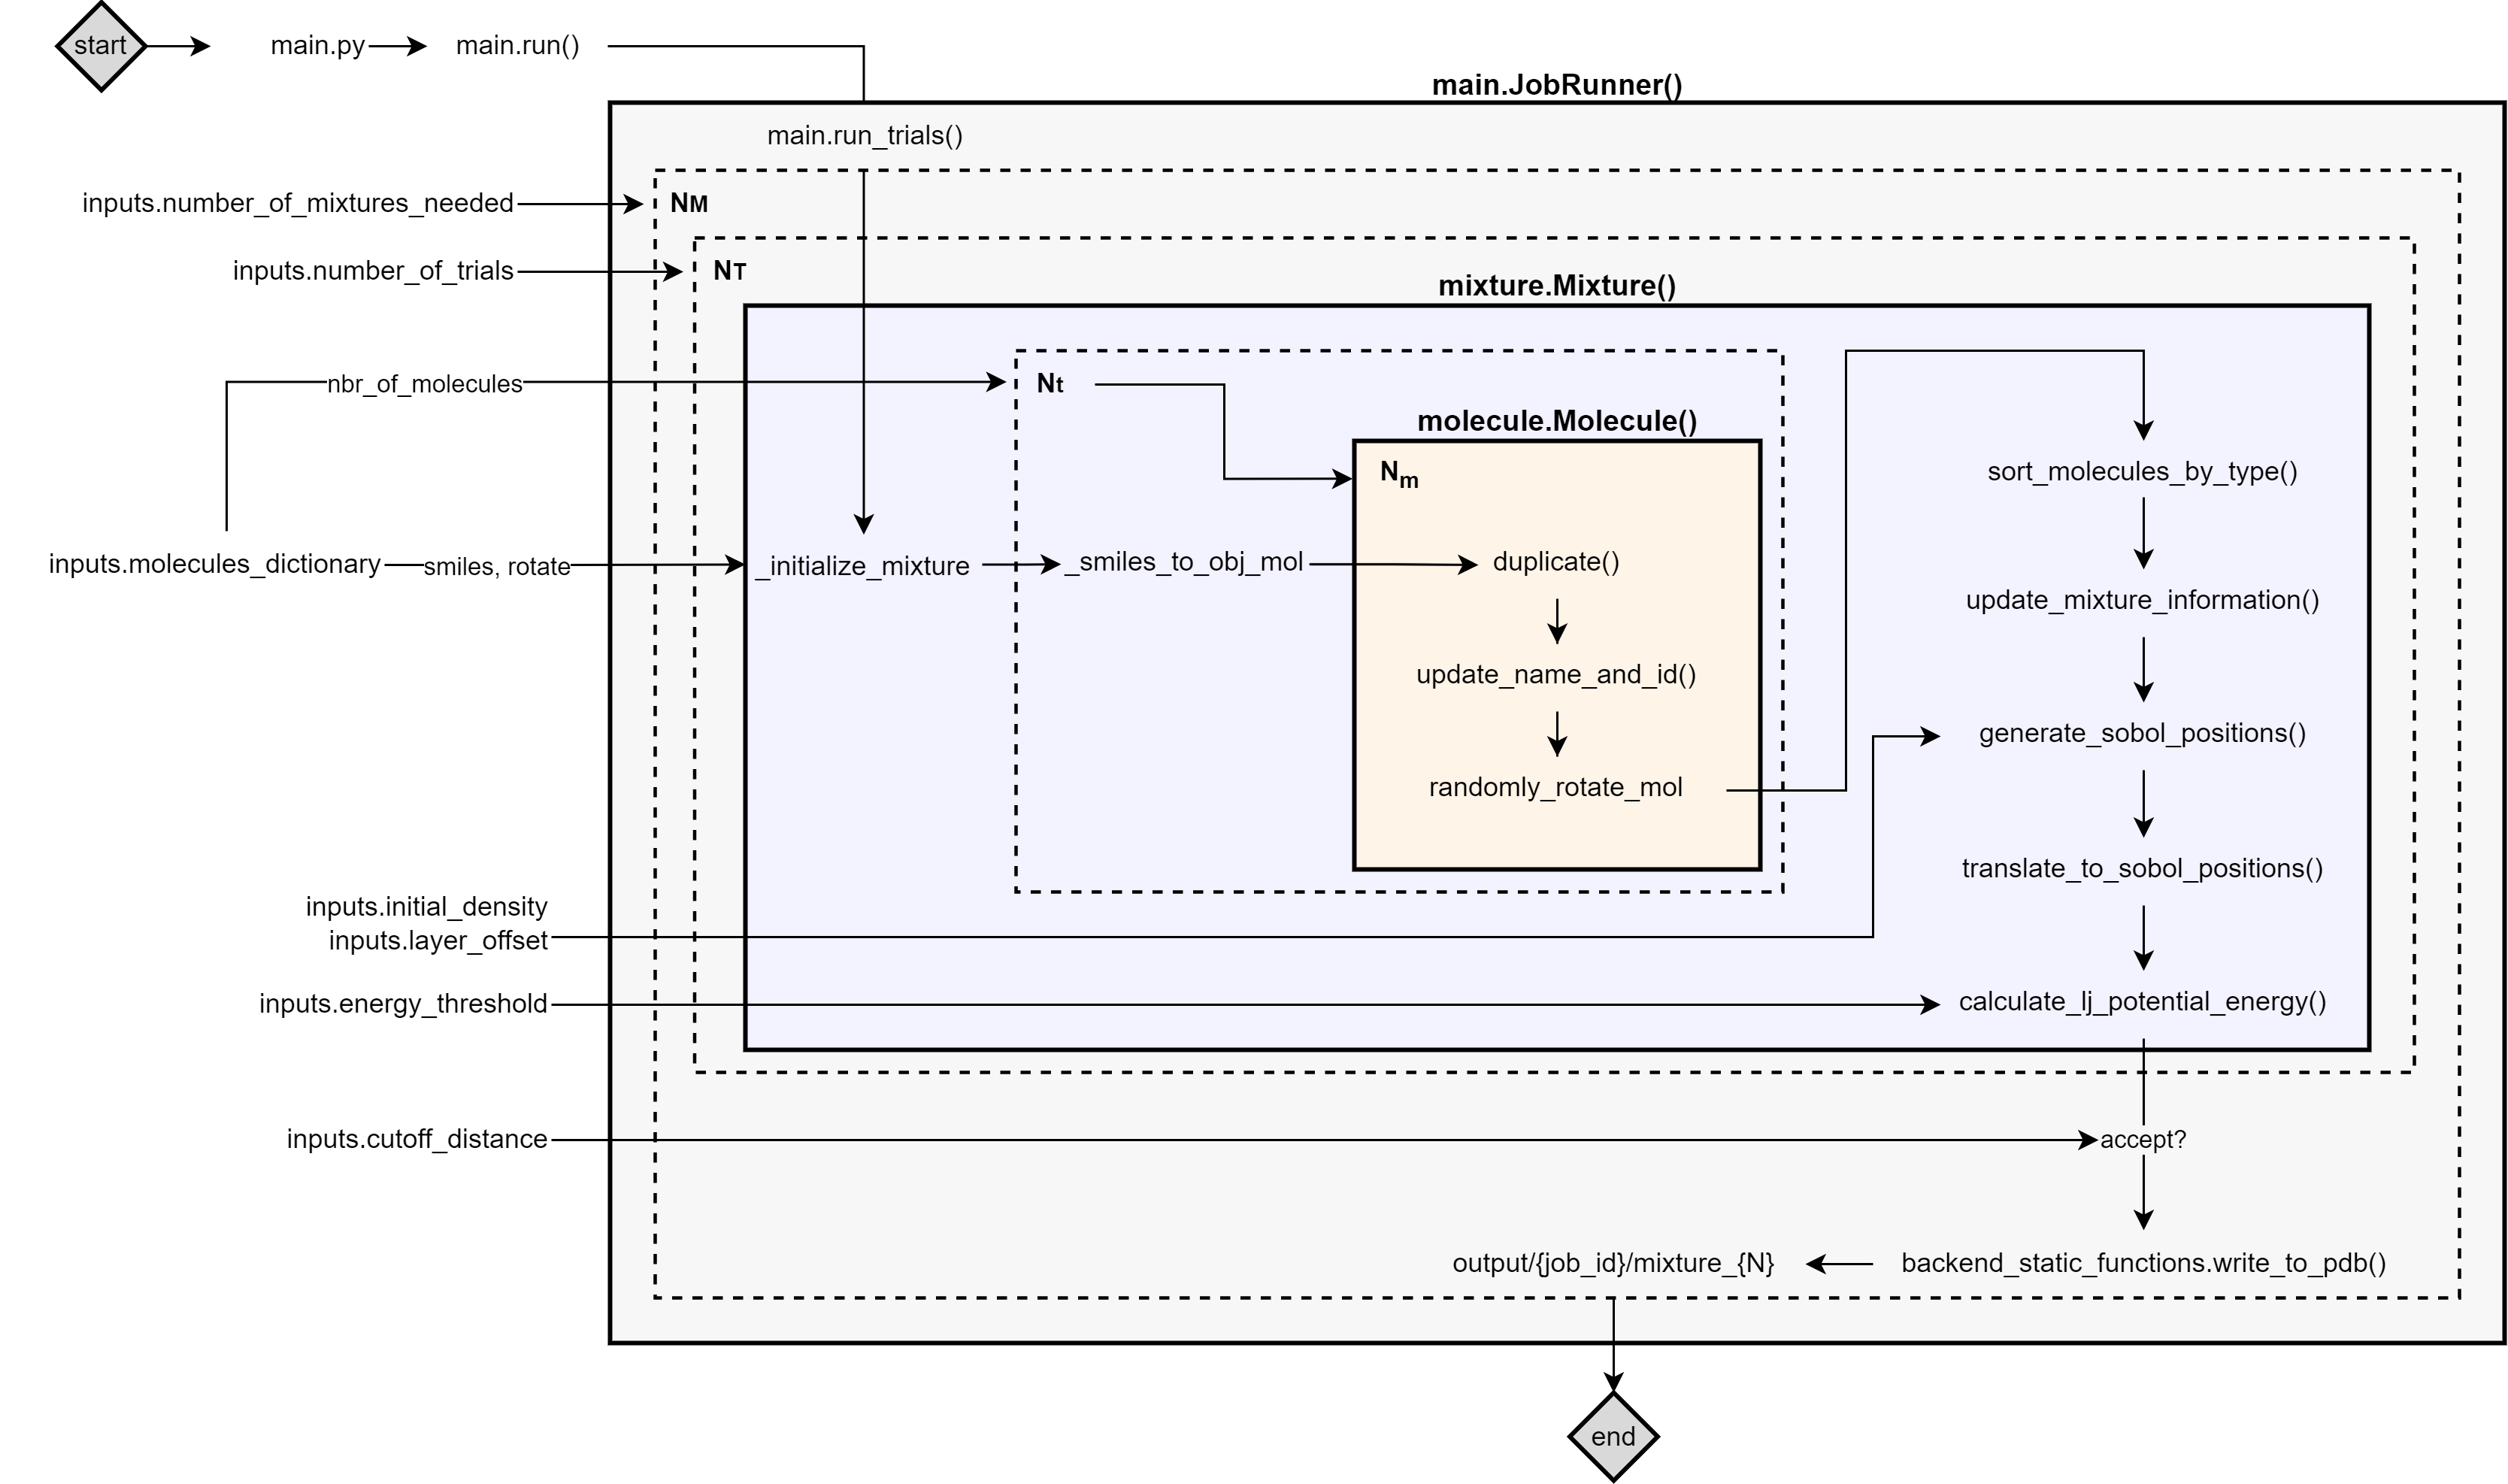 start
main.py
main.run()
main.JobRunner()
main.run_trials()
inputs.number_of_mixtures_needed
NM
inputs.number_of_trials
NT
mixture.Mixture()
nbr_of_molecules
Nt
molecule.Molecule()
Nm
sort_molecules_by_type()
inputs.molecules_dictionary
smiles, rotate
_initialize_mixture
_smiles_to_obj_mol
duplicate()
update_mixture_information()
update_name_and_id()
generate_sobol_positions()
randomly_rotate_mol
translate_to_sobol_positions()
inputs.initial_density
inputs.layer_offset
inputs.energy_threshold
calculate_lj_potential_energy()
inputs.cutoff_distance
accept?
output/{job_id}/mixture_{N}
backend_static_functions.write_to_pdb()
end